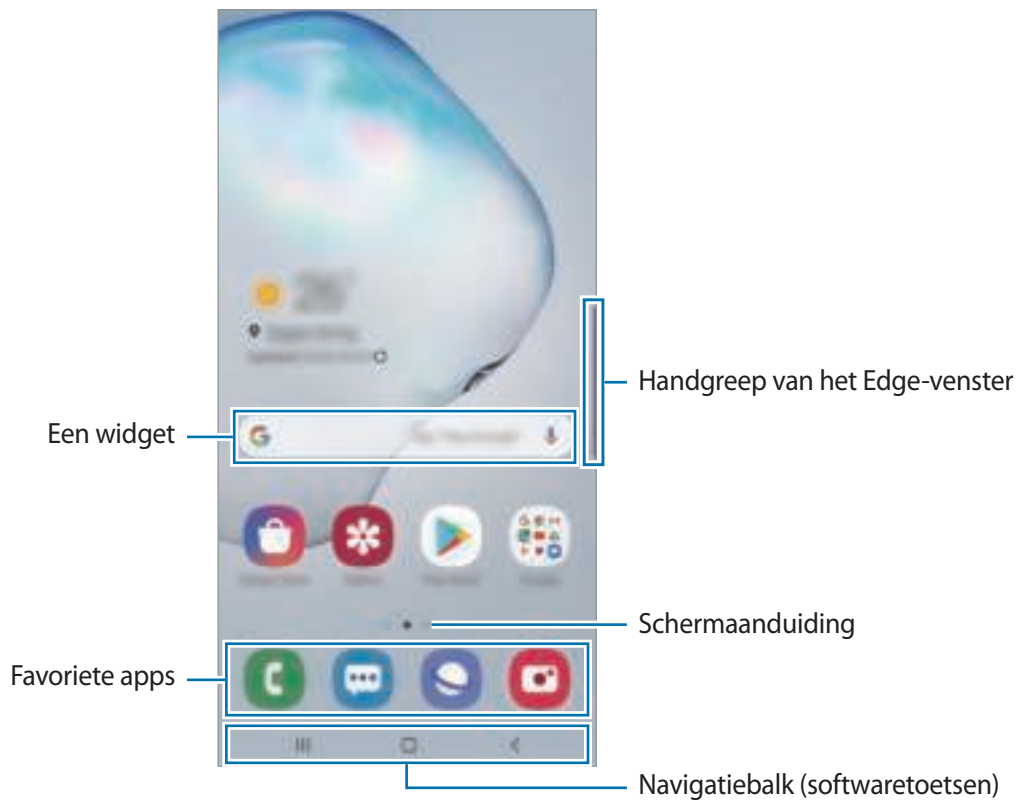 Handgreep van het Edge-venster
Een widget
Schermaanduiding
Favoriete apps
Navigatiebalk (softwaretoetsen)